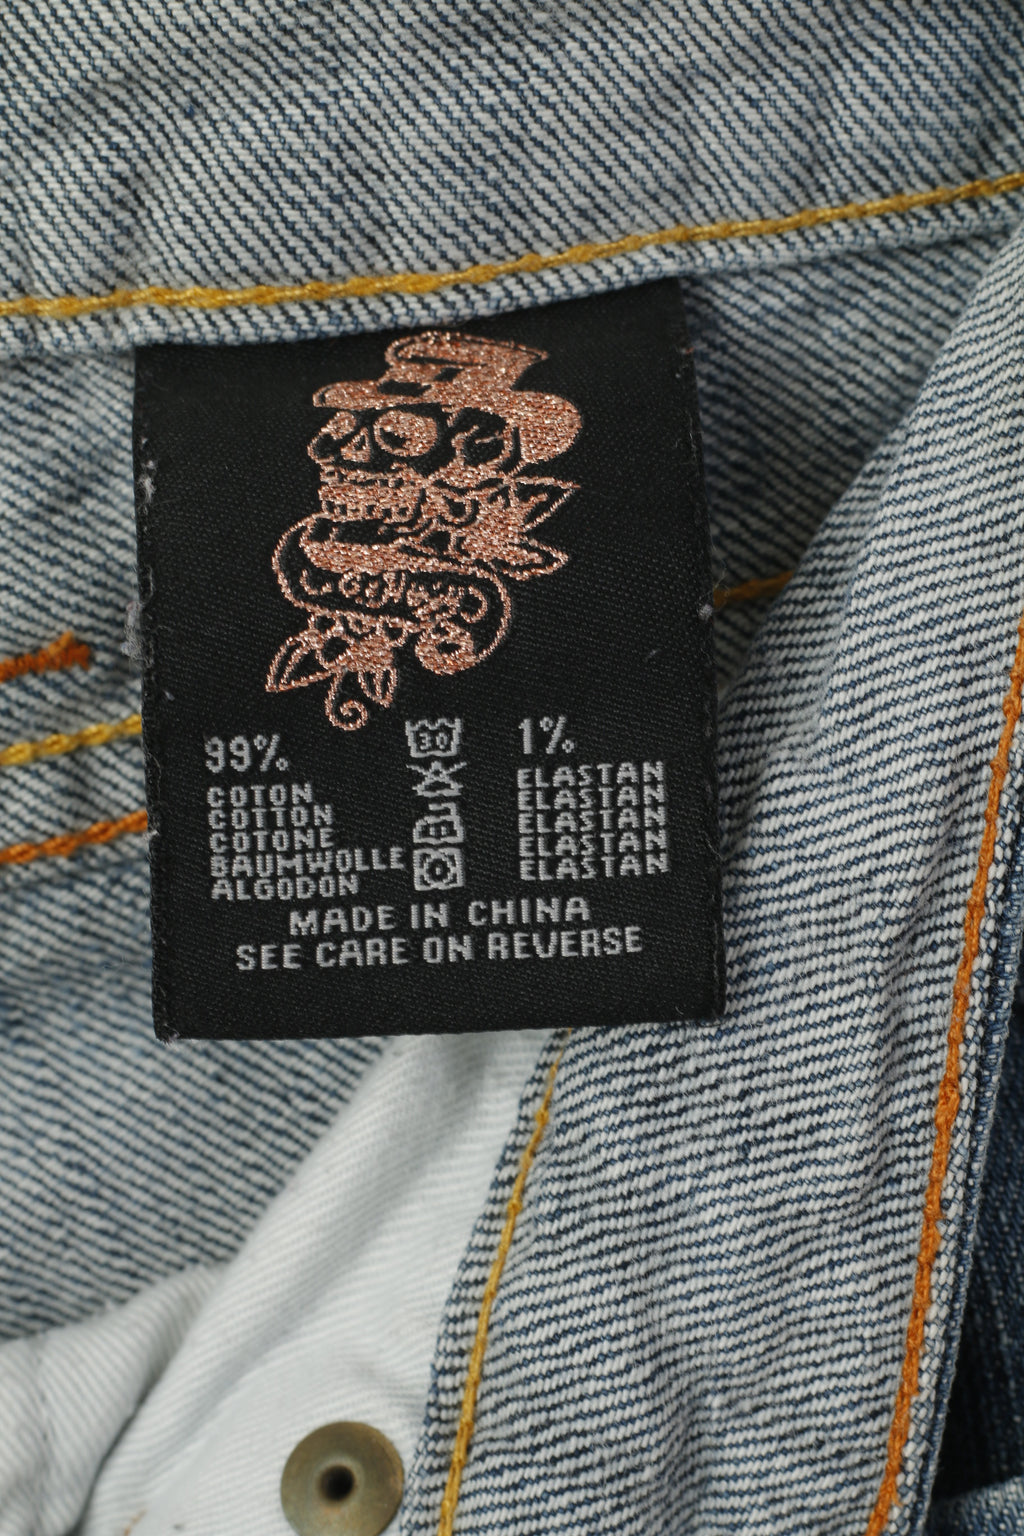 99%
COTON
COTTON
COTONE
BAUMWOLLE
ALGODON
30
1%
ELASTAN
ELASTAN
ELASTAN
ELASTAN
ELASTAN
MADE IN CHINA
SEE CARE ON REVERSE